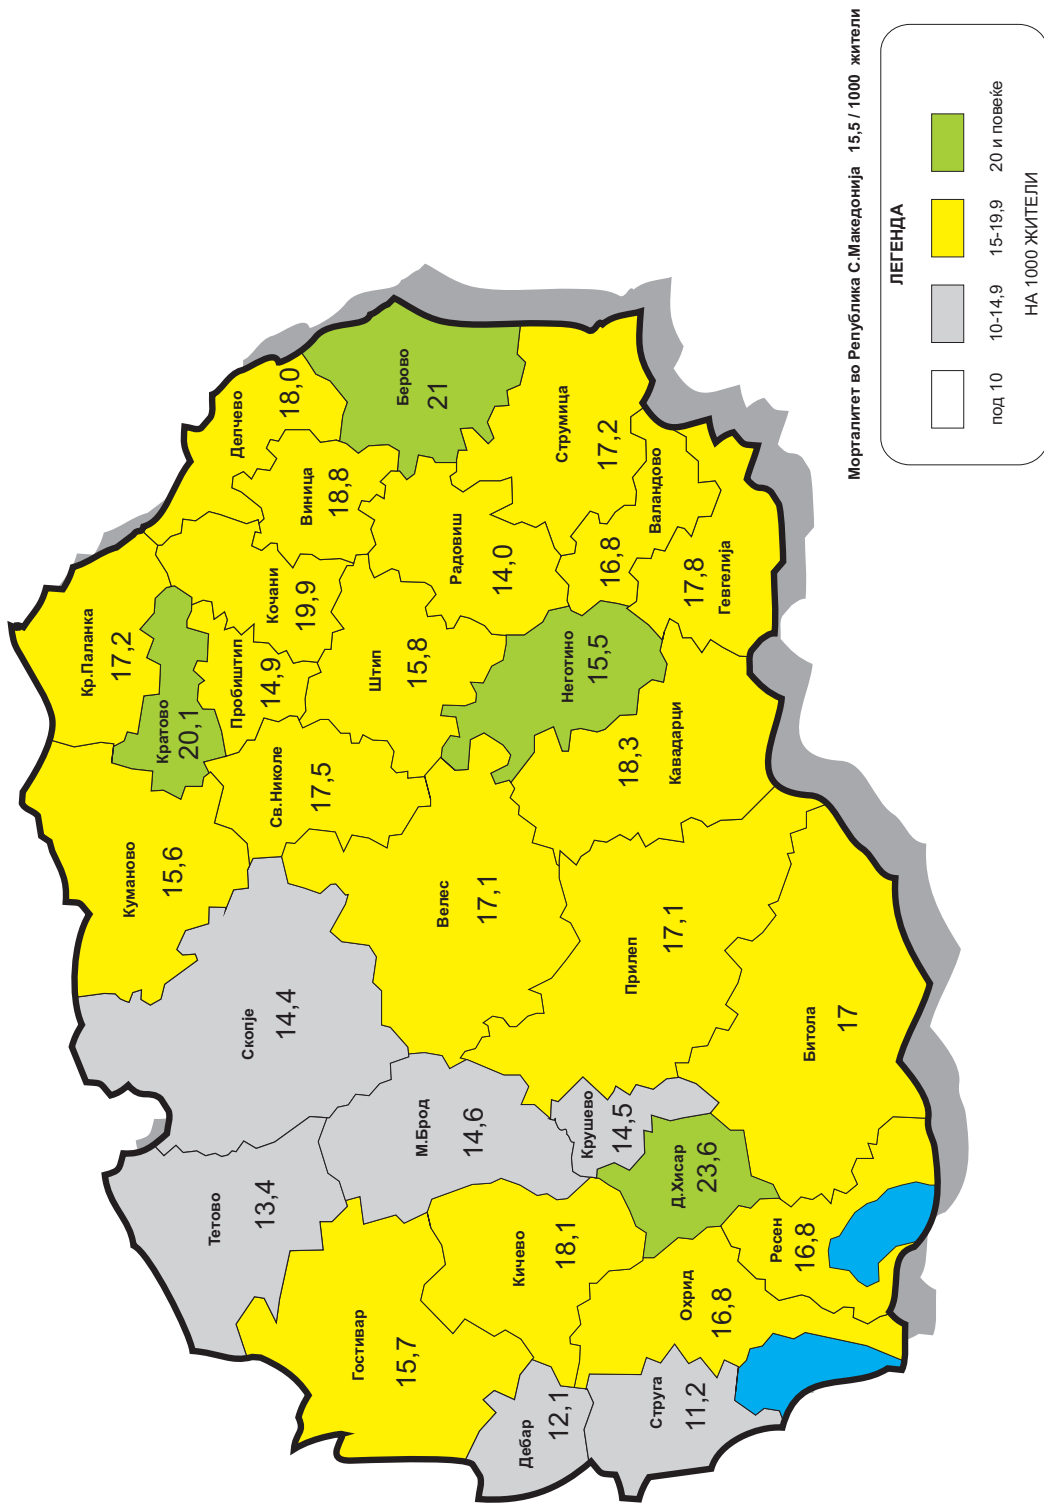 Кр.Паланка
17,2
Кратово
20,1
Куманово
15,6
Пробиштип
14,9
Св.Николе
17,5
Делчево
18,0
Виница
18,8
Кочани
19,9
Берово
21
Штип
15,8
Радовиш
14,0
Струмица
17,2
Валандово
16,8
Гевгелија
17,8
Неготино
15,5
Кавадарци
18,3
Велес
17,1
Скопје
14,4
Тетово
13,4
М.Брод
14,6
Гостивар
15,7
Кичево
18,1
Крушево
14,5
Прилеп
17,1
Д.Хисар
23,6
Битола
17
Ресен
16,8
Охрид
16,8
Дебар
12,1
Струга
11,2
Морталитет во Република С.Македонија 15,5 / 1000 жители
ЛЕГЕНДА
под 10
10-14,9
15-19,9
20 и повеќе
НА 1000 ЖИТЕЛИ